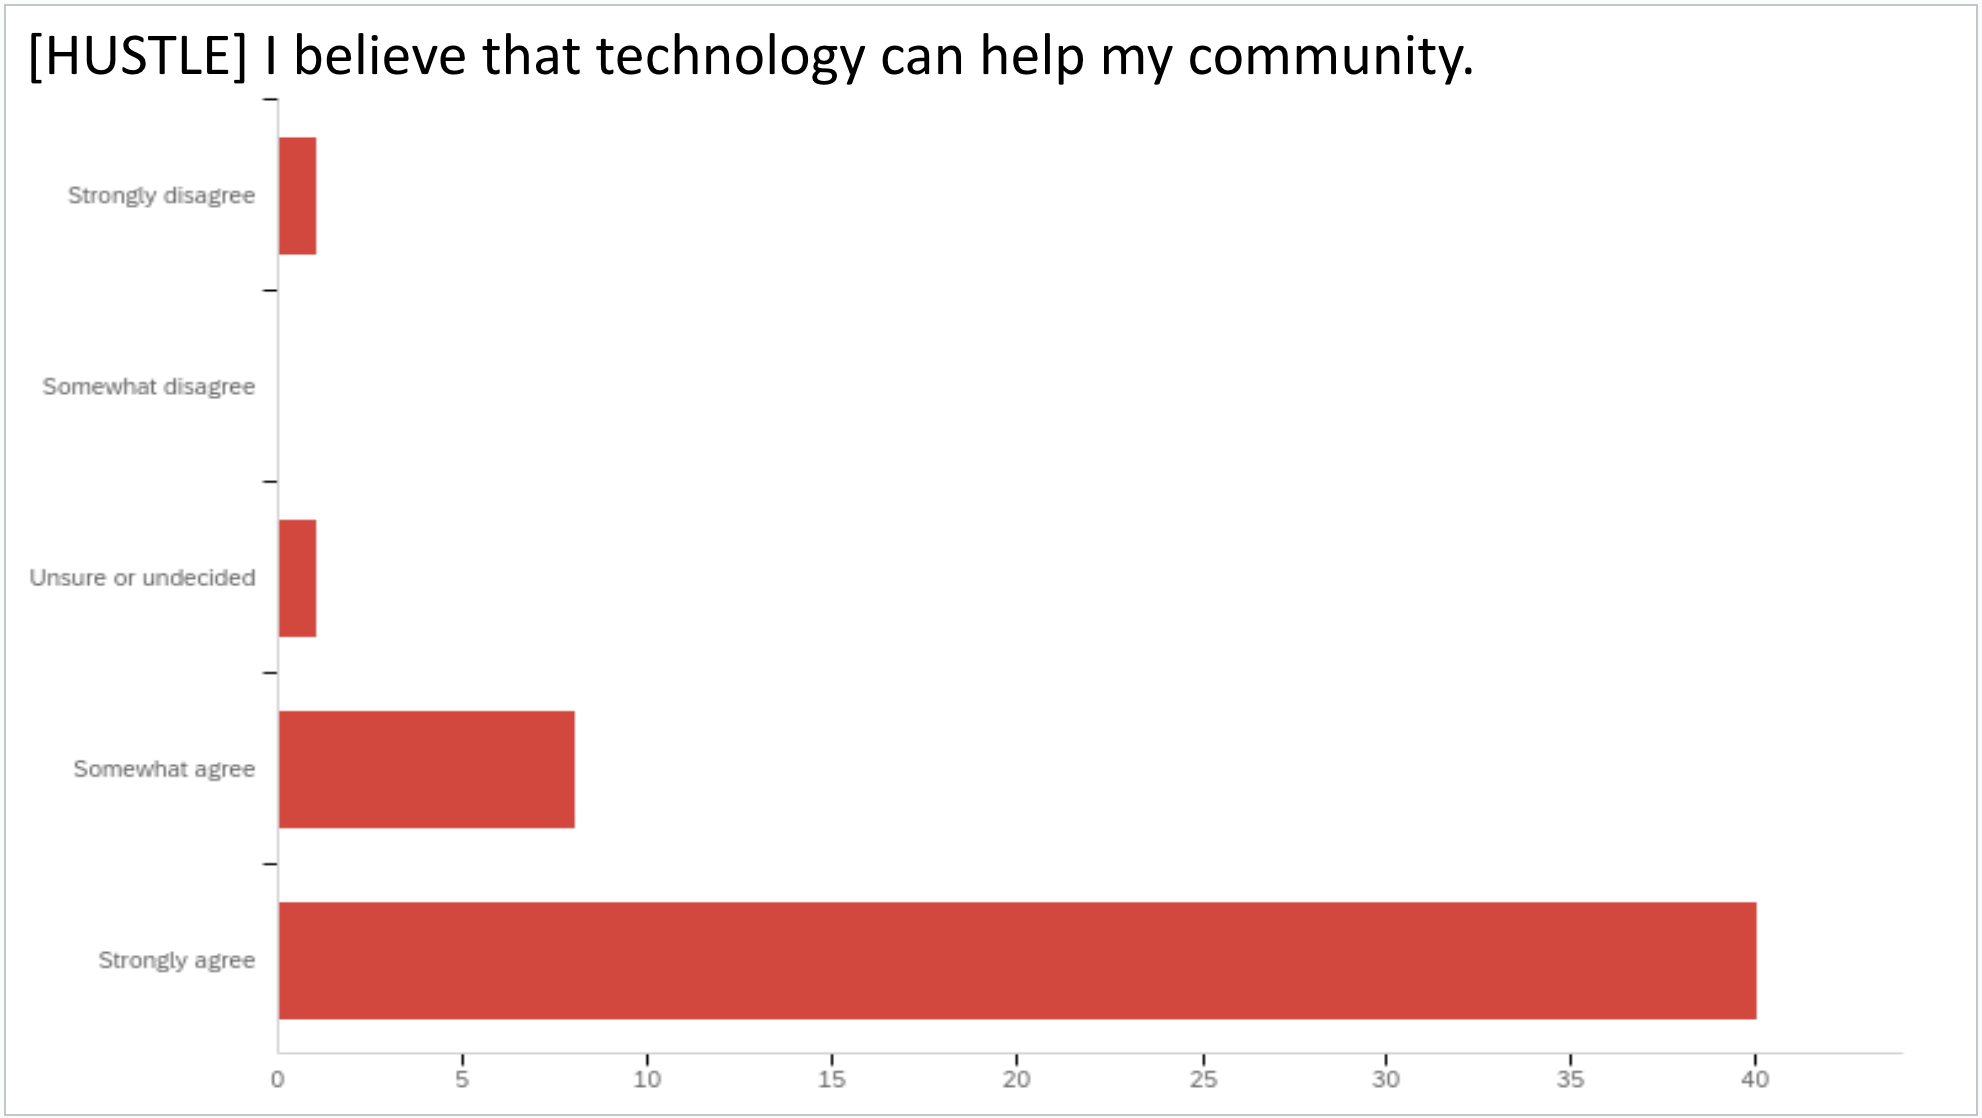 [HUSTLE] I believe that technology can help my community.
Strongly disagree
Somewhat disagree
Unsure or undecided
Somewhat agree
Strongly agree
0 5 10 15 20 25 30 35 40